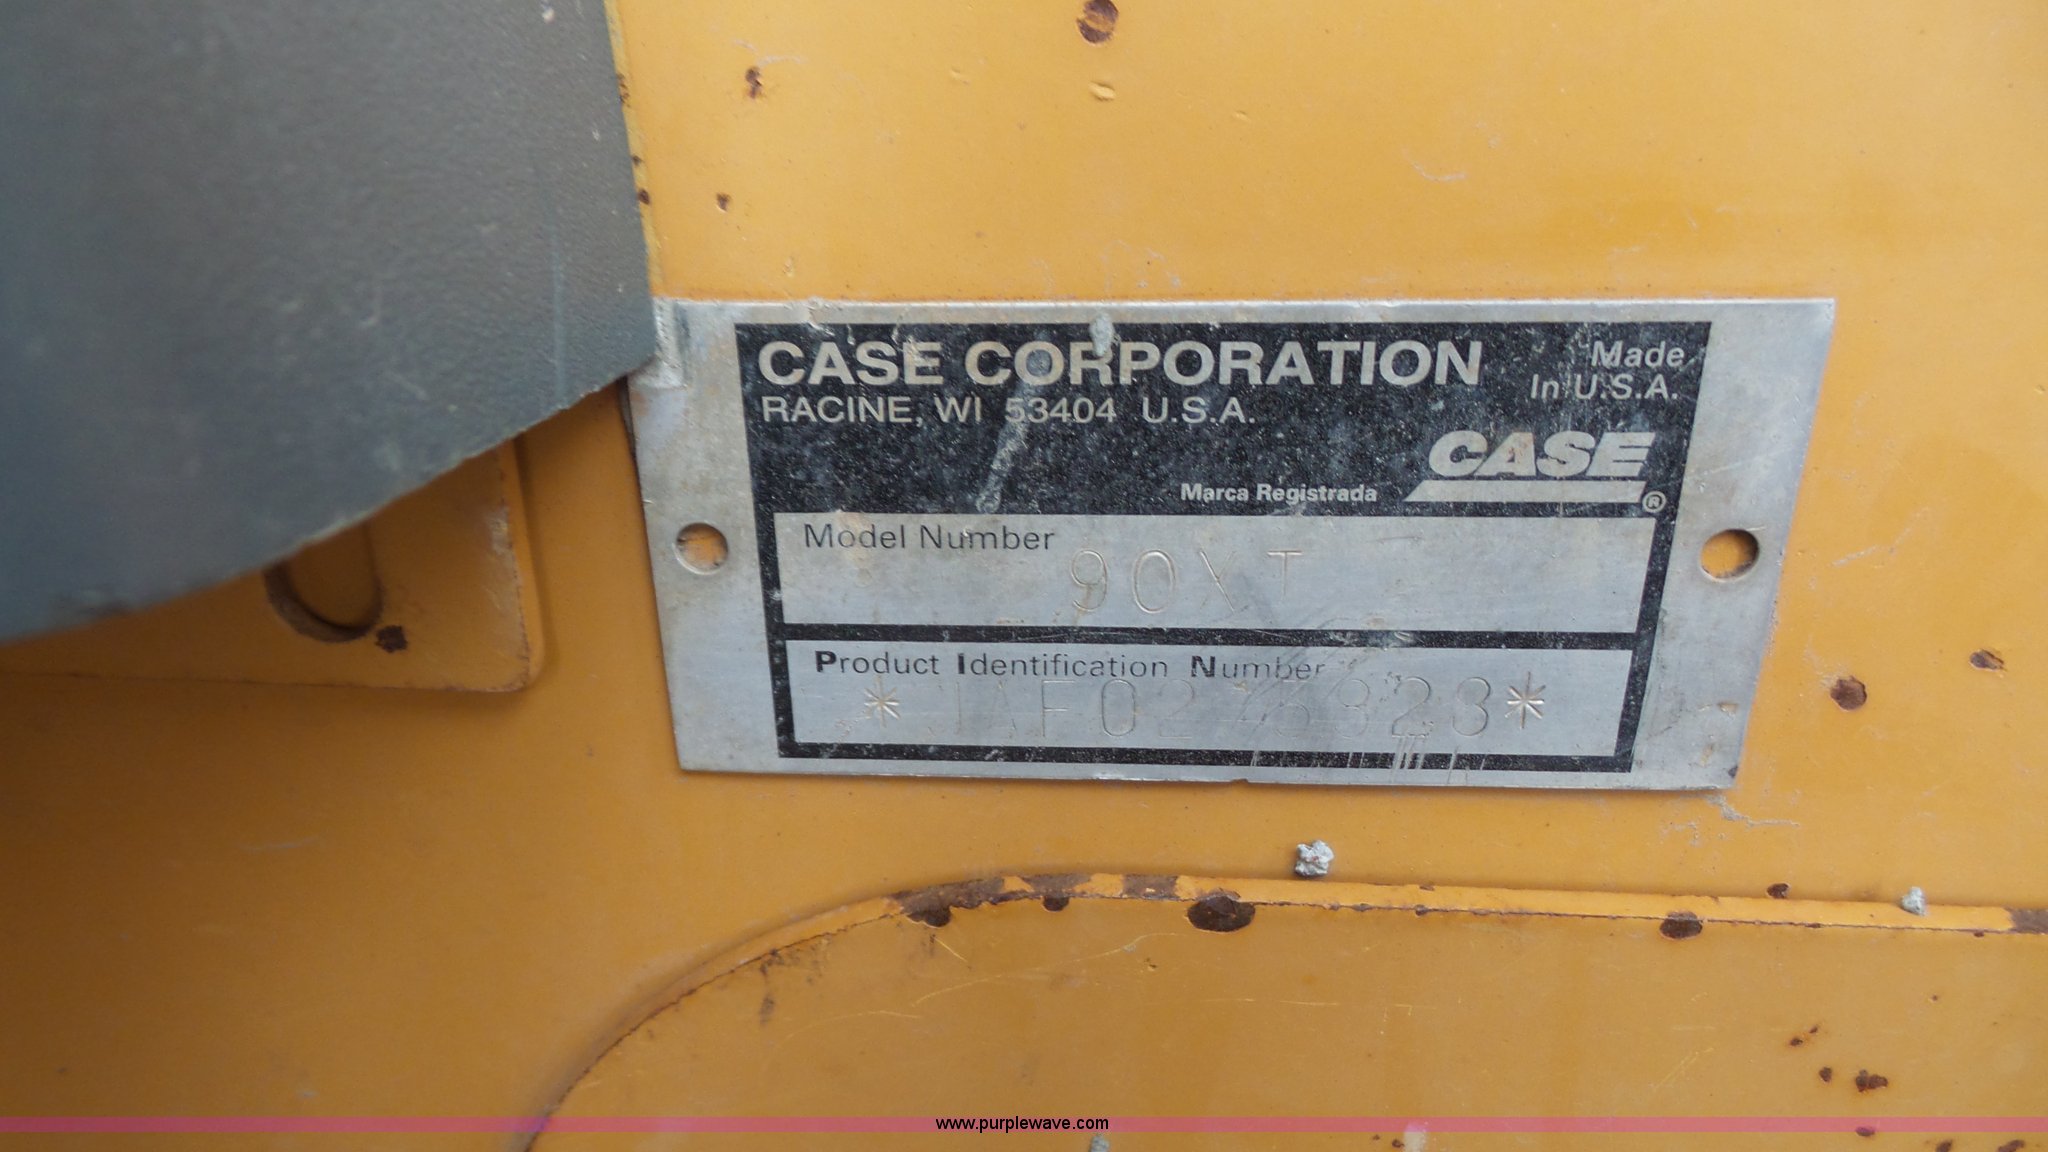 CASE CORPORATION
Made
In U.S.A.
RACINE, WI 53404 U.S.A.
CASE
Marca Registrada ®
Model Number
90XT
Product Identification Number
www.purplewave.com